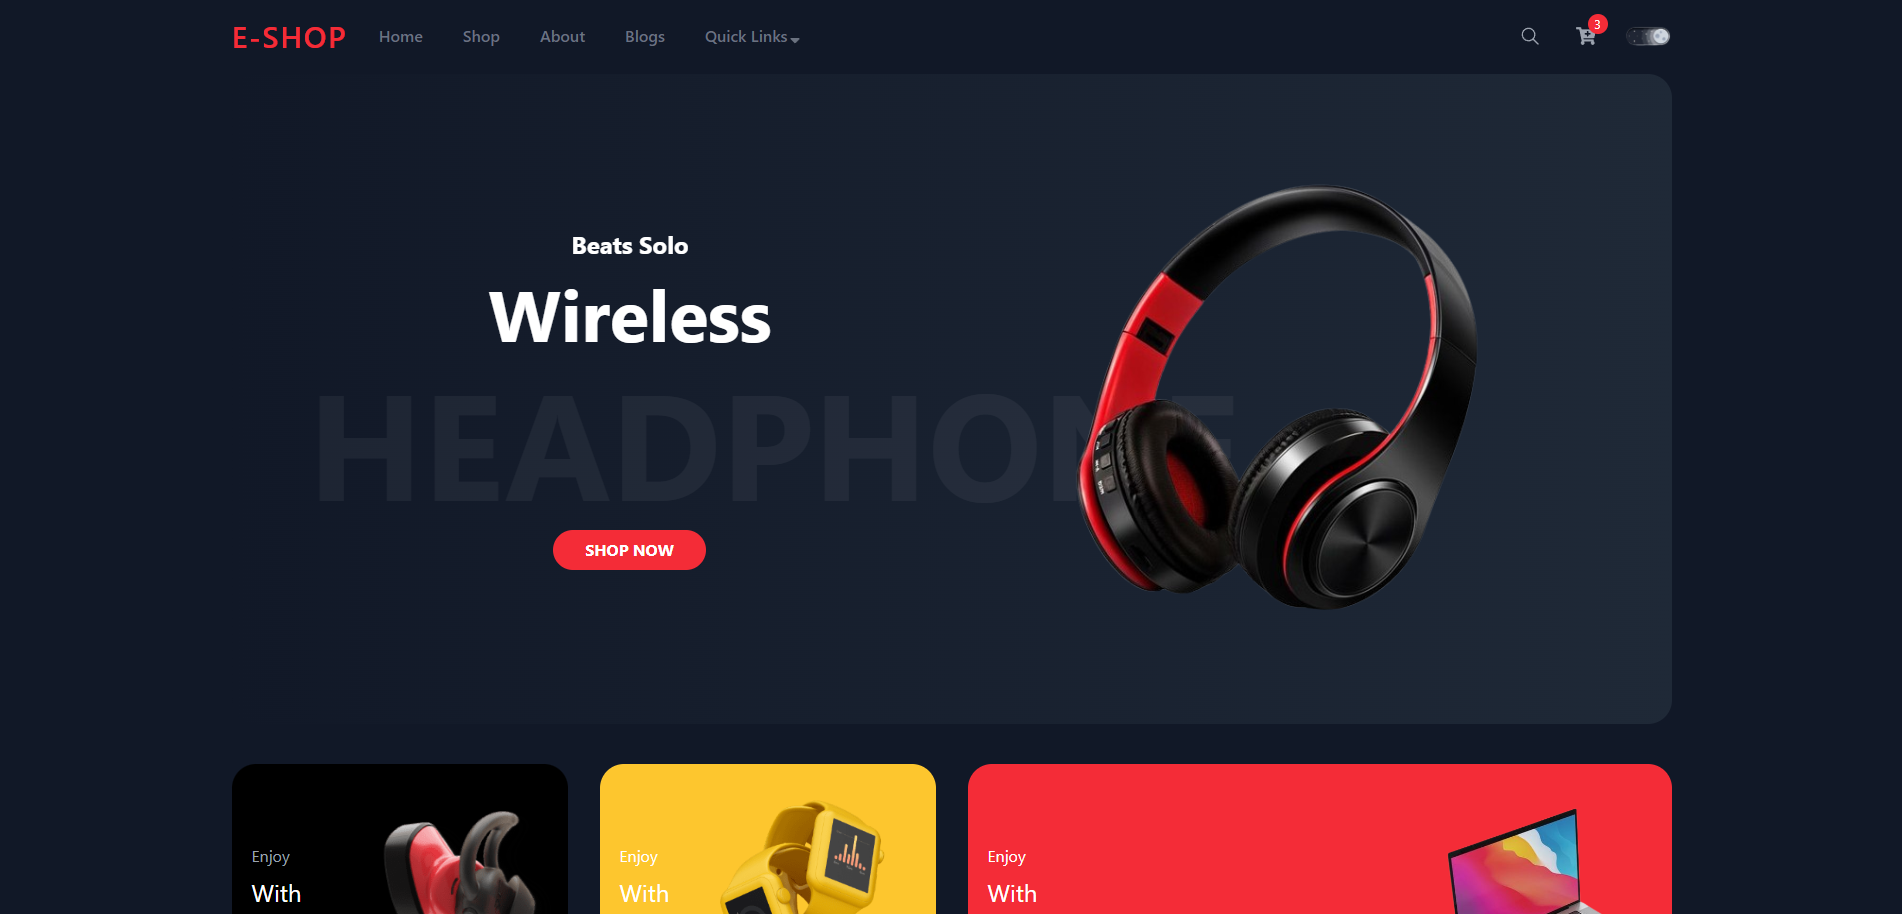 E-SHOP Home Shop About Blogs Quick Links 3
Beats Solo
Wireless
HEADPHONE
SHOP NOW
Enjoy
With
Enjoy
With
Enjoy
With